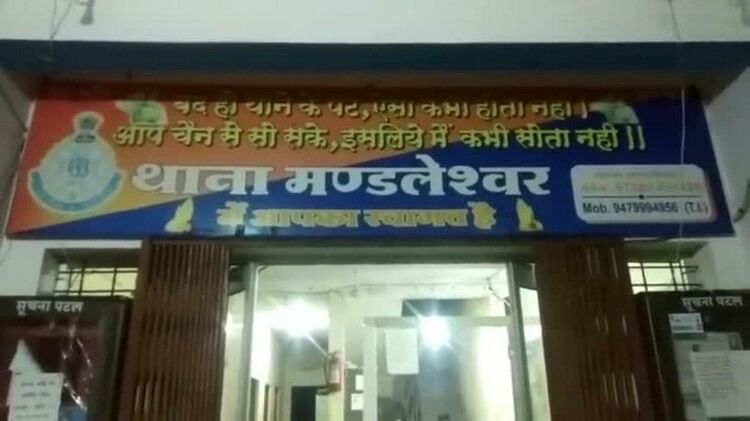 बंद हो थाने के पट, ऐसा कभी होता नही।
आप चैन से सो सके, इसलिये मैं कभी सोता नही||
थाना मण्डलेश्वर
में आपका स्वागत है
Mob. 9479994956 (T.I.)
सूचना पटल
सूचना पटल